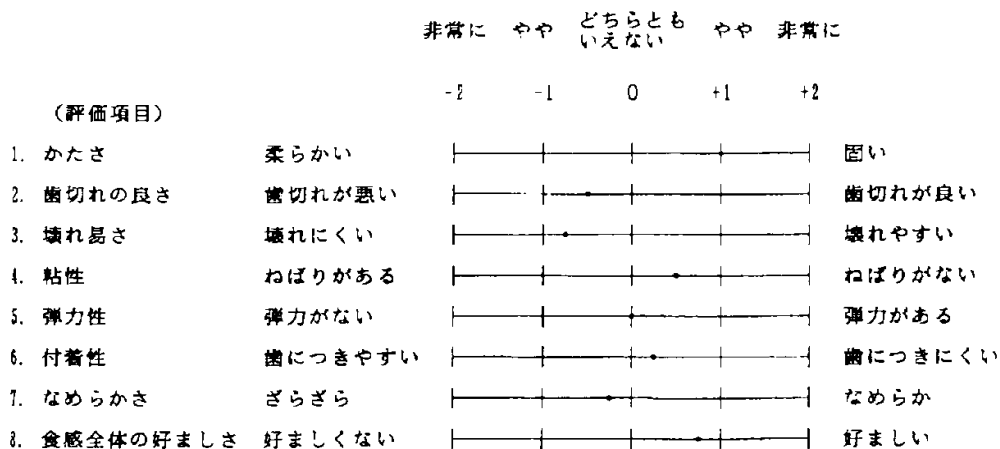 非常に やや どちらとも いえない やや 非常に
-2 -1 0 +1 +2
(評価項目)
1. かたさ 柔らかい 固い
2. 歯切れの良さ 歯切れが悪い 歯切れが良い
3. 壊れ易さ 壊れにくい 壊れやすい
4. 粘性 ねばりがある ねばりがない
5. 弾力性 弾力がない 弾力がある
6. 付着性 歯につきやすい 歯につきにくい
7. なめらかさ ざらざら なめらか
8. 食感全体の好ましさ 好ましくない 好ましい